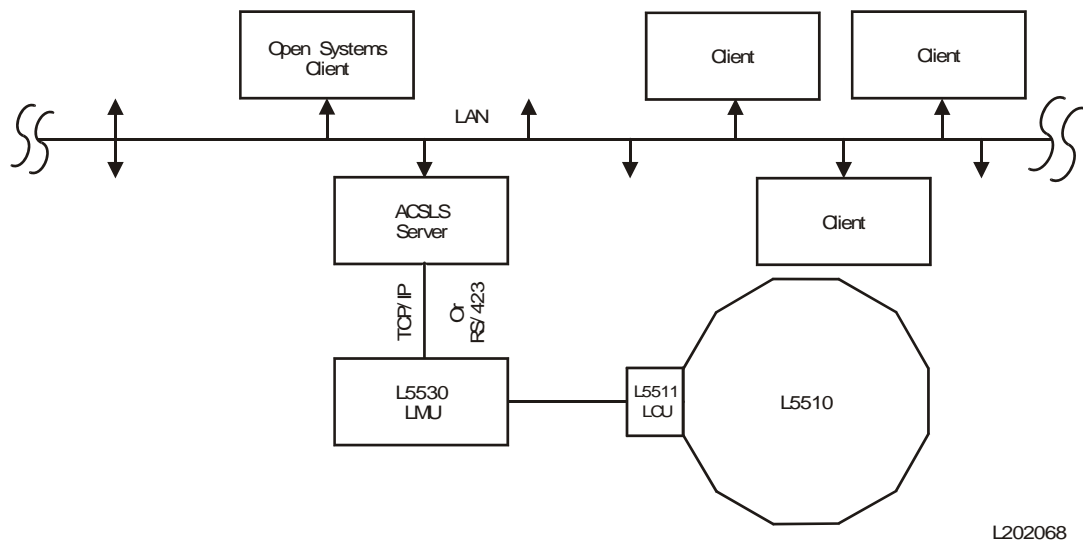 Open Systems
Client
Client
Client
LAN
ACSLS
Server
Client
TCP/IP
Or
RS/423
L5530
LMU
L5511
LCU
L5510
L202068